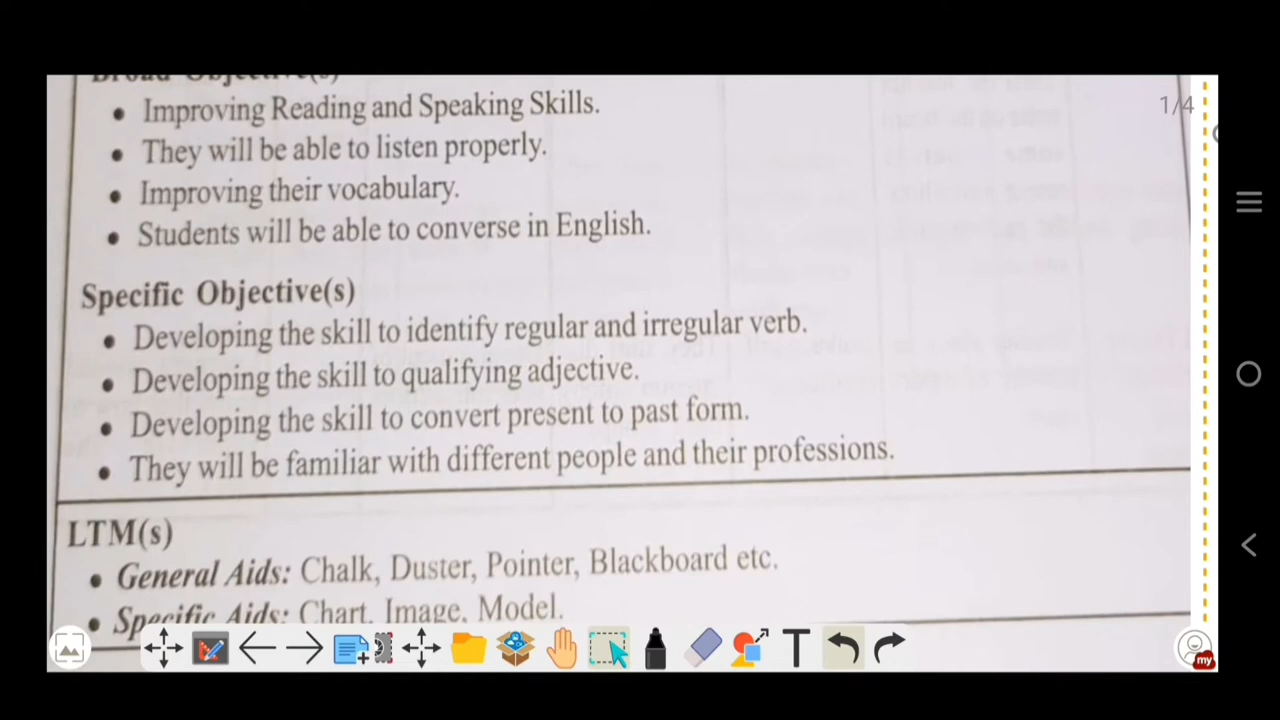 Broad Objective(s)
1/4
• Improving Reading and Speaking Skills.
• They will be able to listen properly.
• Improving their vocabulary.
• Students will be able to converse in English.
Specific Objective(s)
• Developing the skill to identify regular and irregular verb.
• Developing the skill to qualifying adjective.
• Developing the skill to convert present to past form.
• They will be familiar with different people and their professions.
LTM(s)
• General Aids: Chalk, Duster, Pointer, Blackboard etc.
• Specific Aids: Chart, Image, Model.
T
my